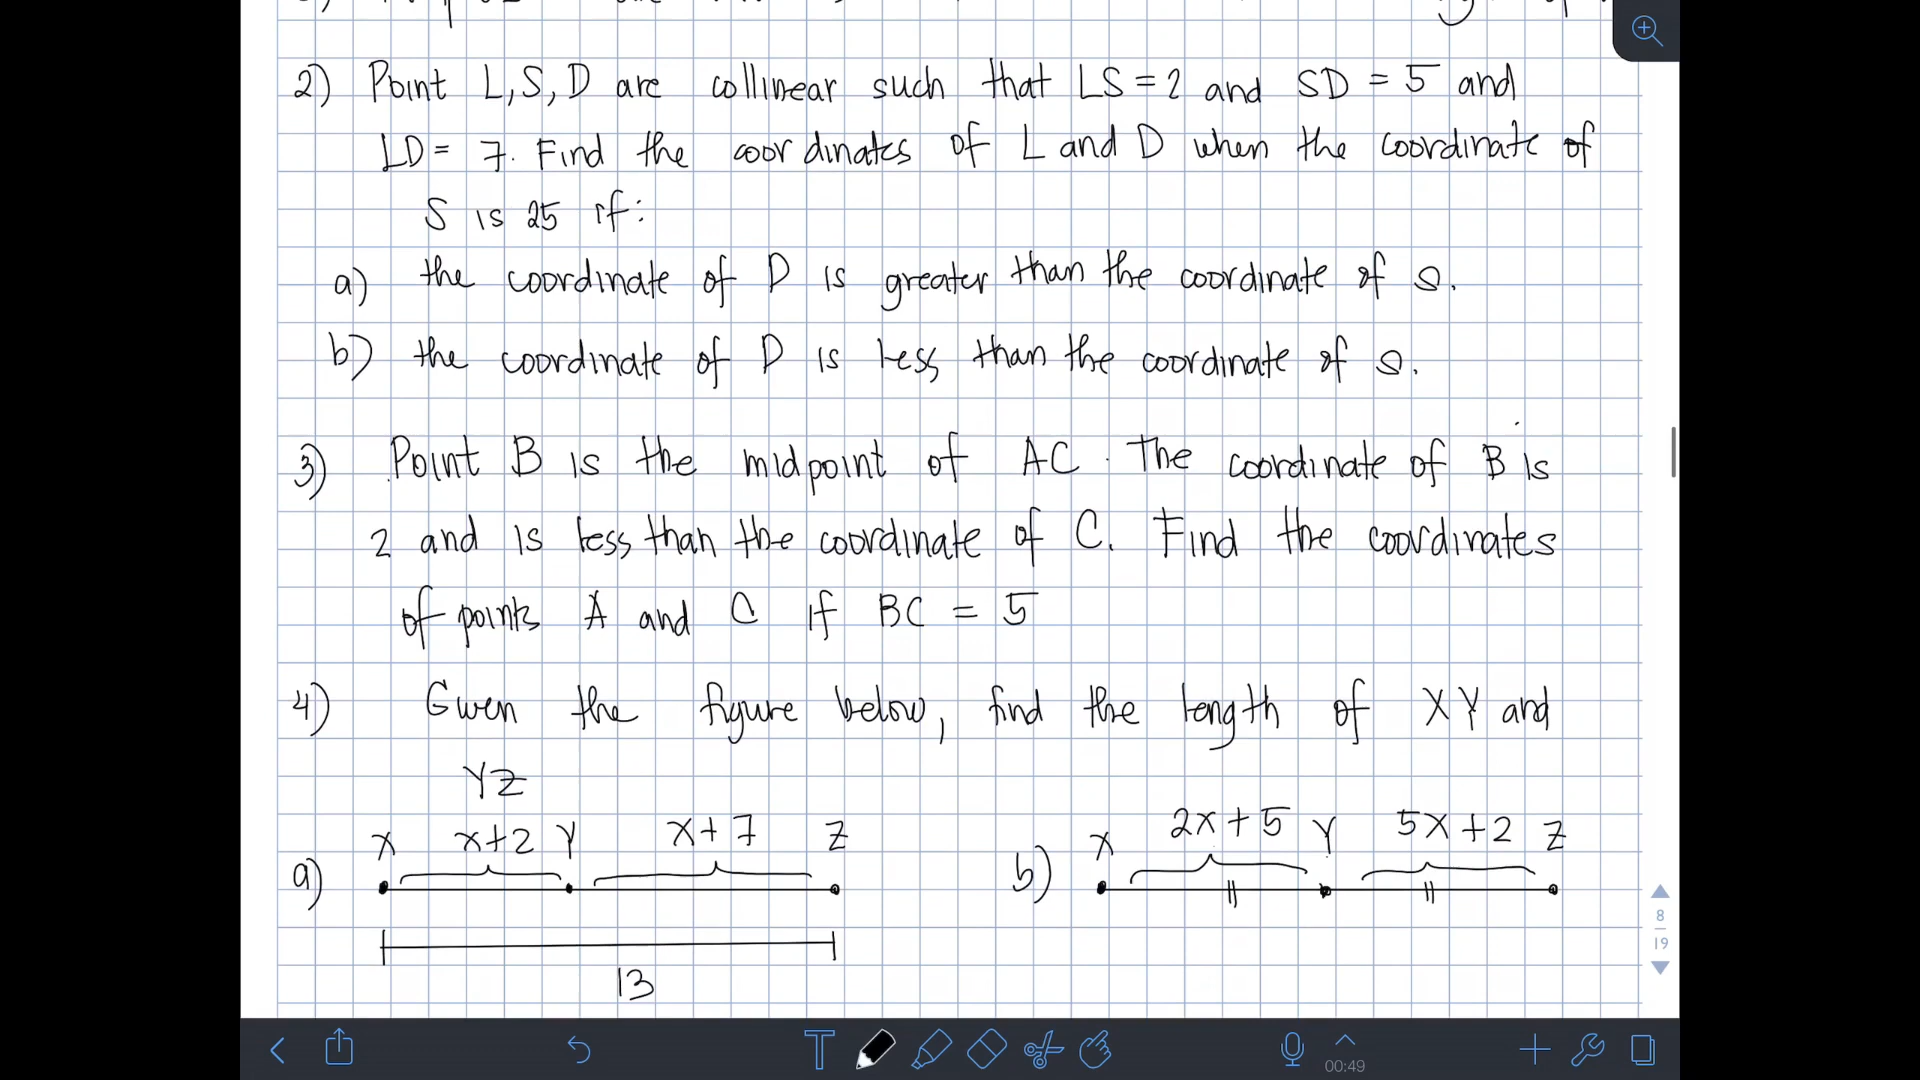 2) Point L, S, D are collinear such that LS = 2 and SD = 5 and
LD = 7. Find the coordinates of L and D when the coordinate of
S is 25 if:
a) the coordinate of D is greater than the coordinate of S.
b) the coordinate of D is less than the coordinate of S.
3) Point B is the midpoint of AC. The coordinate of B is
2 and is less than the coordinate of C. Find the coordinates
of points A and C if BC = 5
4) Given the figure below, find the length of XY and
YZ
a) X x+2 Y x+7 Z
13
b) X 2x+5 Y 5x+2 Z
8
19
T
00:49